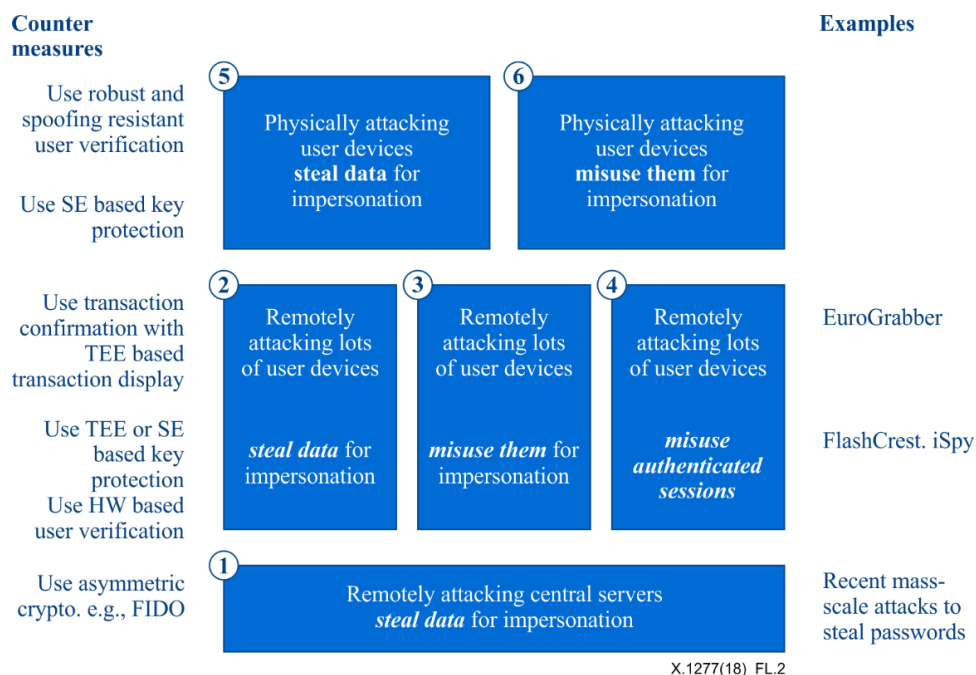 Counter
measures
Examples
Use robust and
spoofing resistant
user verification
Use SE based key
protection
5
Physically attacking
user devices
steal data for
impersonation
6
Physically attacking
user devices
misuse them for
impersonation
Use transaction
confirmation with
TEE based
transaction display
Use TEE or SE
based key
protection
Use HW based
user verification
2
Remotely
attacking lots
of user devices
steal data for
impersonation
3
Remotely
attacking lots
of user devices
misuse them for
impersonation
4
Remotely
attacking lots
of user devices
misuse
authenticated
sessions
EuroGrabber
FlashCrest. iSpy
Use asymmetric
crypto. e.g., FIDO
1
Remotely attacking central servers
steal data for impersonation
Recent mass-
scale attacks to
steal passwords
X.1277(18)_FL.2